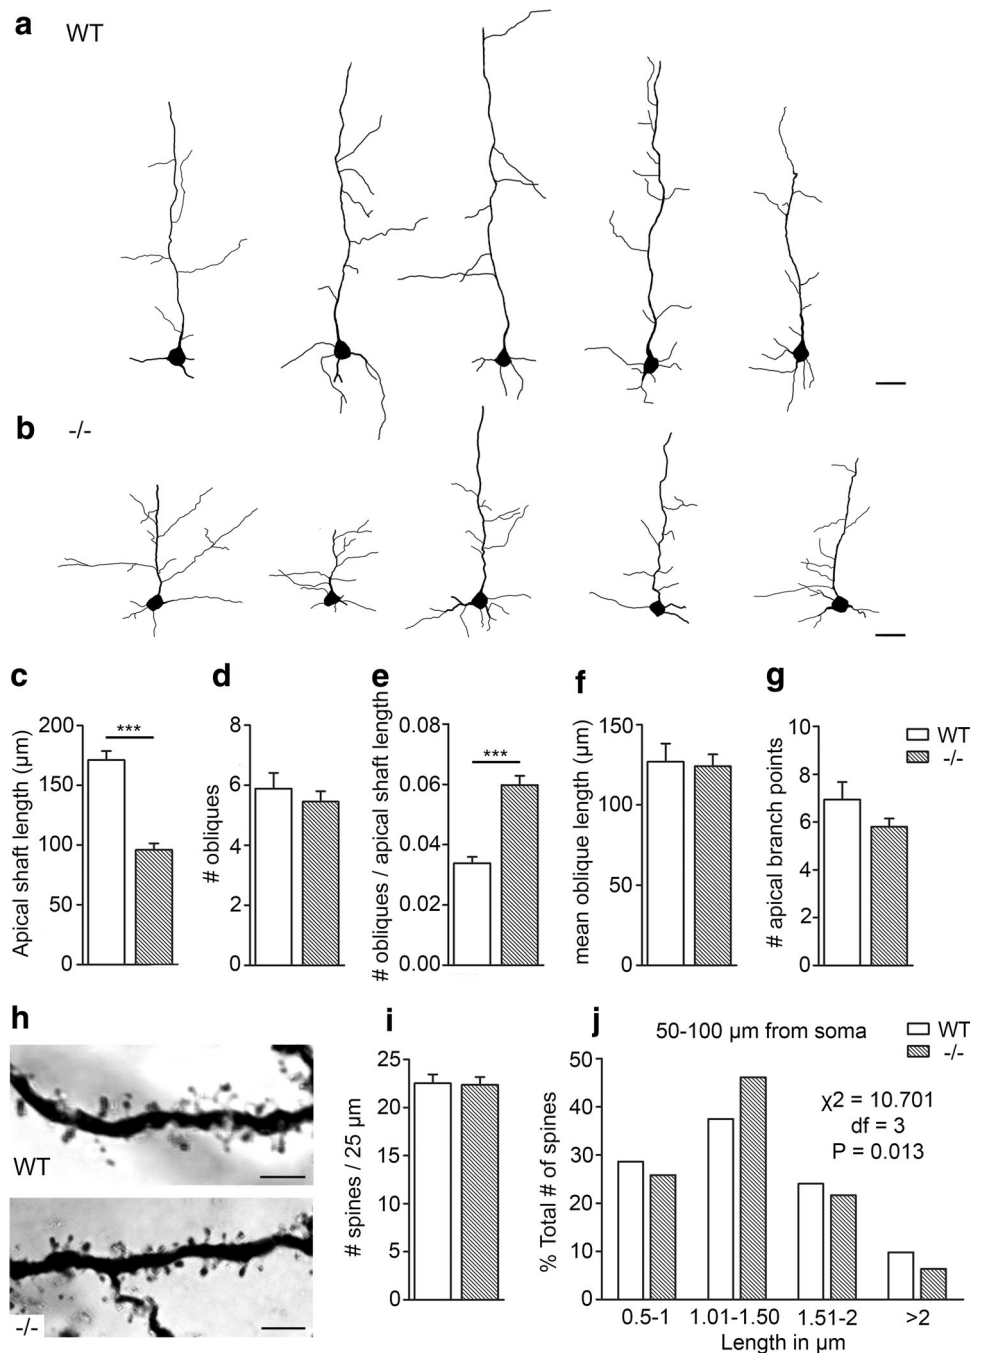 a WT
b -/-
c
Apical shaft length (μm)
200
150
100
50
0
***
d
# obliques
8
6
4
2
0
e
# obliques / apical shaft length
0.08
0.06
0.04
0.02
0.00
***
f
mean oblique length (μm)
150
100
50
0
g
# apical branch points
10
8
6
4
2
0
WT
-/-
h
WT
-/-
i
# spines / 25 μm
25
20
15
10
5
0
j
50-100 μm from soma
WT
-/-
% Total # of spines
50
40
30
20
10
0
χ2 = 10.701
df = 3
P = 0.013
0.5-1 1.01-1.50 1.51-2 >2
Length in μm